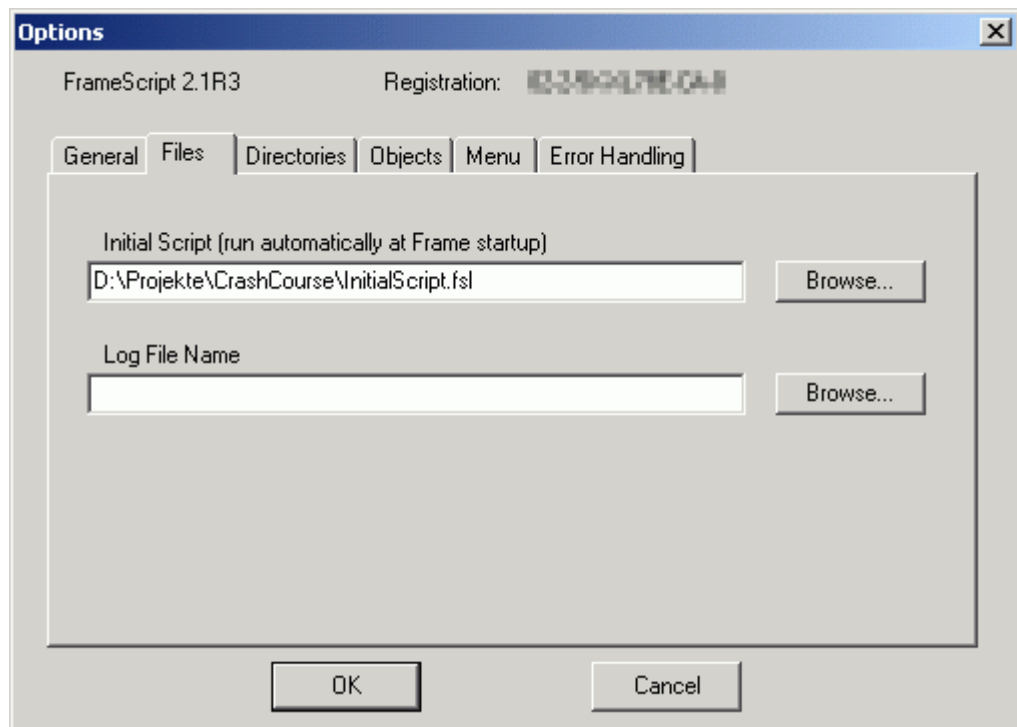 Options
FrameScript 2.1R3 Registration:
General Files Directories Objects Menu Error Handling
Initial Script (run automatically at Frame startup)
D:\Projekte\CrashCourse\InitialScript.fsl Browse...
Log File Name
Browse...
OK Cancel